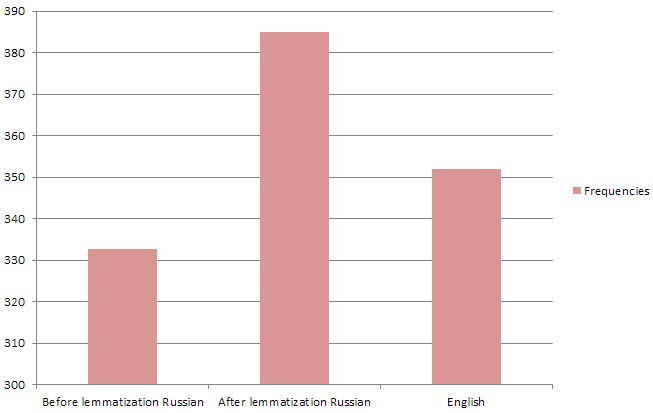 390
380
370
360
350
340
330
320
310
300
Before lemmatization Russian
After lemmatization Russian
English
Frequencies